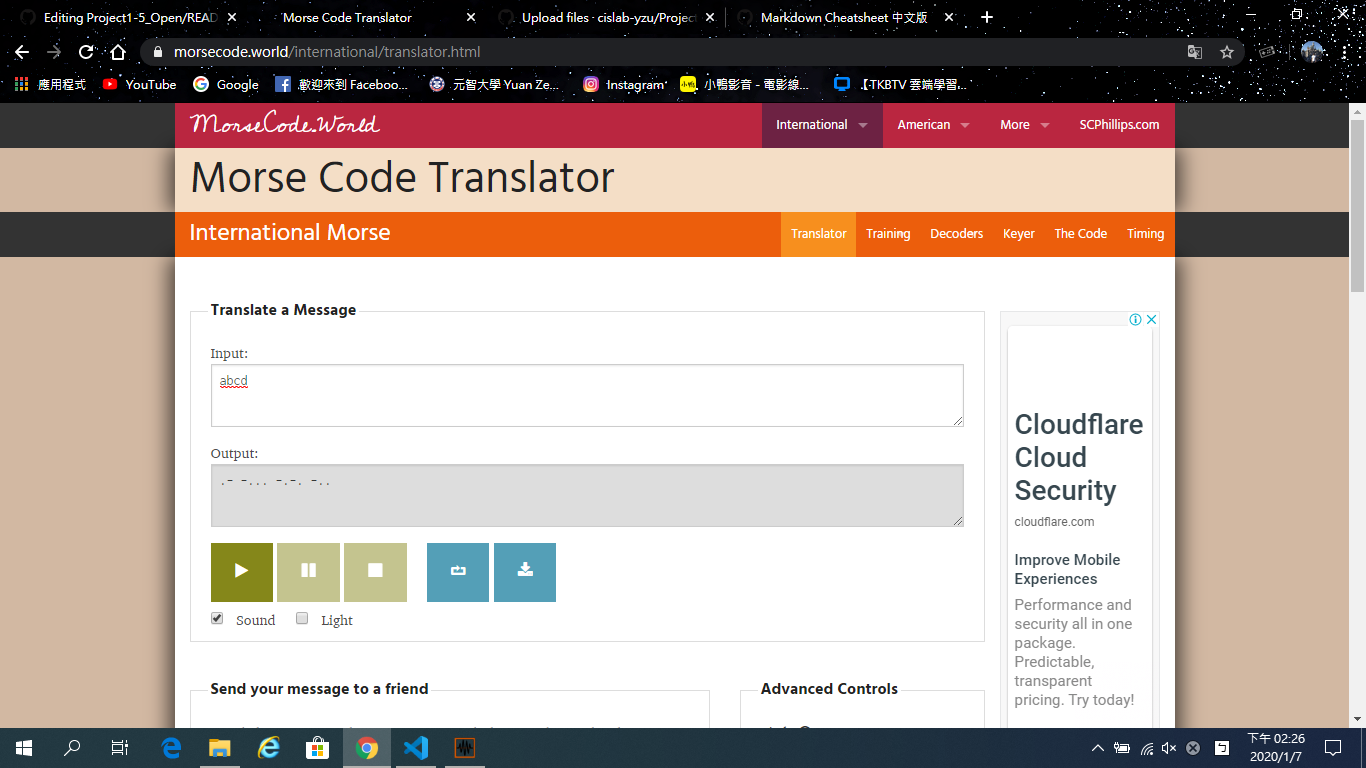 Editing Project1-5_Open/READ
Morse Code Translator
Upload files · cislab-yzu/Projec
Markdown Cheatsheet 中文版
morsecode.world/international/translator.html
應用程式
YouTube
Google
歡迎來到 Faceboo...
元智大學 Yuan Ze...
Instagram
小鴨影音 - 電影線...
【TKBTV 雲端學習...
MorseCode.World
International
American
More
SCPhillips.com
Morse Code Translator
International Morse
Translator
Training
Decoders
Keyer
The Code
Timing
Translate a Message
Input:
abcd
Output:
.- -... -.-. -..
Sound
Light
Cloudflare
Cloud
Security
cloudflare.com
Improve Mobile
Experiences
Performance and
security all in one
package.
Predictable,
transparent
pricing. Try today!
Send your message to a friend
Advanced Controls
下午 02:26
2020/1/7